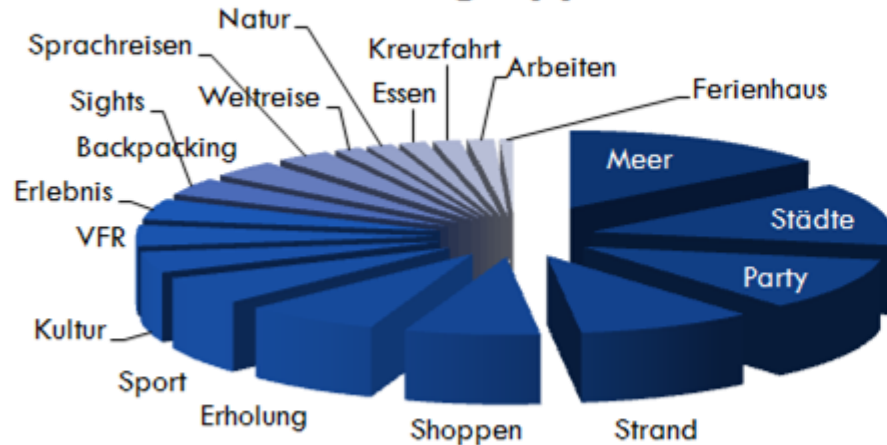 Natur
Sprachreisen
Kreuzfahrt
Arbeiten
Sights
Weltreise
Essen
Ferienhaus
Backpacking
Meer
Erlebnis
Städte
VFR
Party
Kultur
Sport
Erholung
Shoppen
Strand